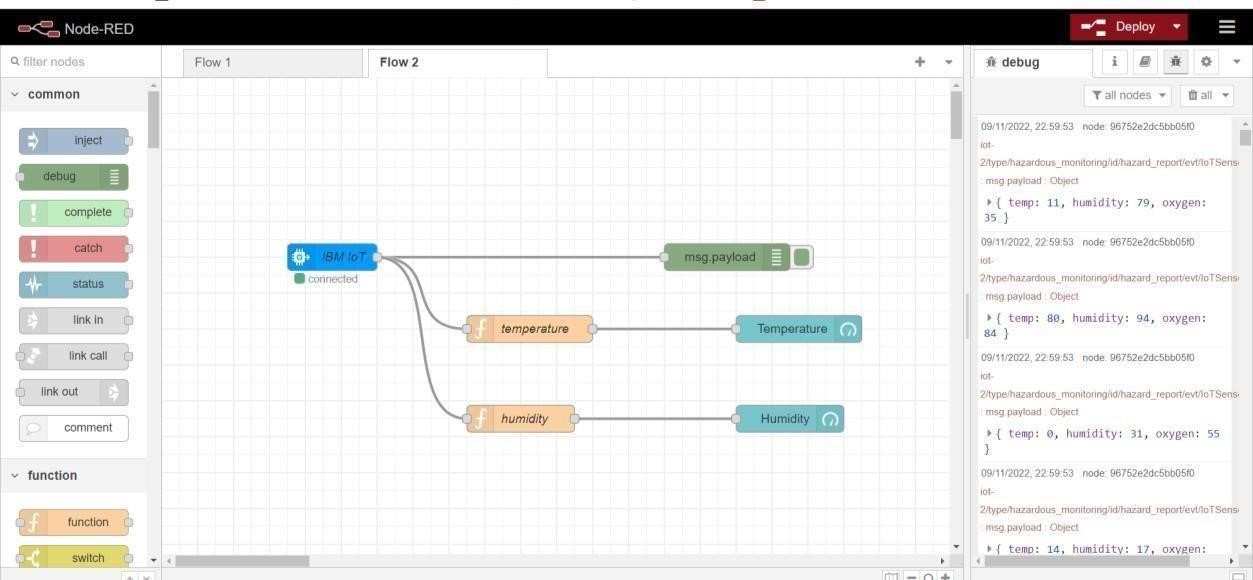 Node-RED
Deploy
filter nodes
Flow 1
Flow 2
debug
i
common
all nodes
all
inject
debug
complete
catch
status
link in
link call
link out
comment
function
function
switch
IBM IoT
connected
msg.payload
temperature
Temperature
humidity
Humidity
09/11/2022, 22:59:53 node: 96752e2dc5bb05f0
iot-
2/type/hazardous_monitoring/id/hazard_report/evt/IoTSens
: msg.payload : Object
{ temp: 11, humidity: 79, oxygen:
35 }
09/11/2022, 22:59:53 node: 96752e2dc5bb05f0
iot-
2/type/hazardous_monitoring/id/hazard_report/evt/IoTSens
: msg.payload : Object
{ temp: 80, humidity: 94, oxygen:
84 }
09/11/2022, 22:59:53 node: 96752e2dc5bb05f0
iot-
2/type/hazardous_monitoring/id/hazard_report/evt/IoTSens
: msg.payload : Object
{ temp: 0, humidity: 31, oxygen: 55
}
09/11/2022, 22:59:53 node: 96752e2dc5bb05f0
iot-
2/type/hazardous_monitoring/id/hazard_report/evt/IoTSens
: msg.payload : Object
{ temp: 14, humidity: 17, oxygen: